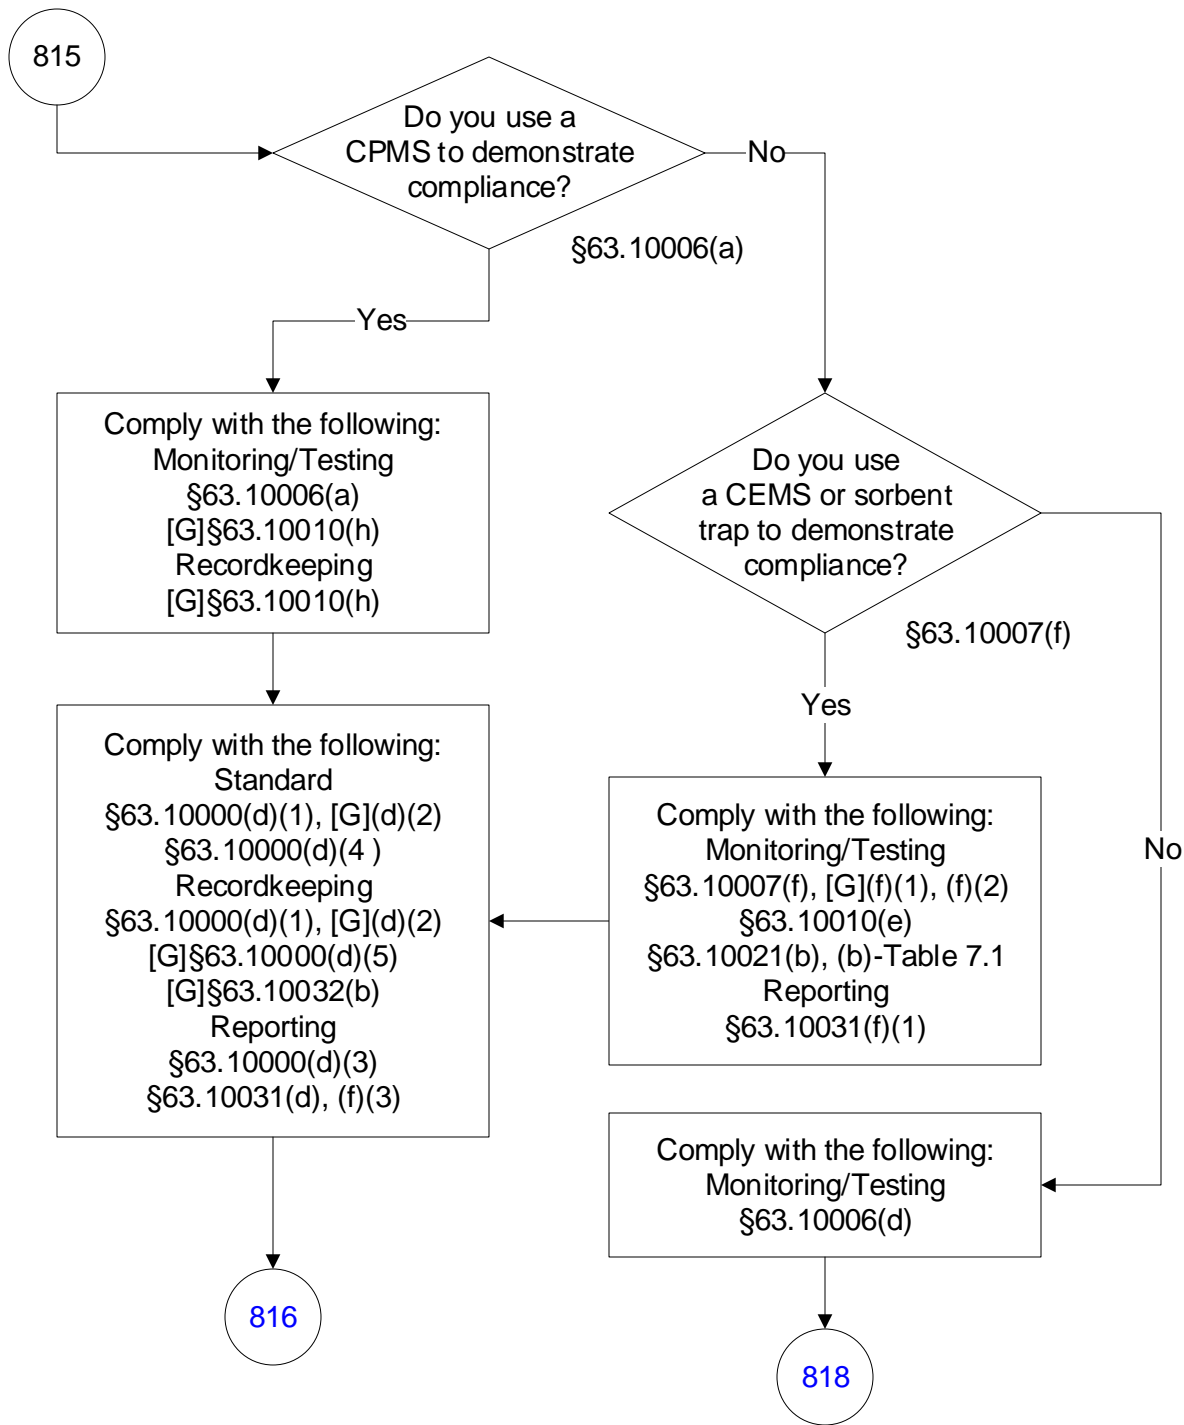 815
Do you use a
CPMS to demonstrate
compliance?
No
§63.10006(a)
Yes
Comply with the following:
Monitoring/Testing
§63.10006(a)
[G]§63.10010(h)
Recordkeeping
[G]§63.10010(h)
Do you use
a CEMS or sorbent
trap to demonstrate
compliance?
§63.10007(f)
Yes
No
Comply with the following:
Standard
§63.10000(d)(1), [G](d)(2)
§63.10000(d)(4 )
Recordkeeping
§63.10000(d)(1), [G](d)(2)
[G]§63.10000(d)(5)
[G]§63.10032(b)
Reporting
§63.10000(d)(3)
§63.10031(d), (f)(3)
Comply with the following:
Monitoring/Testing
§63.10007(f), [G](f)(1), (f)(2)
§63.10010(e)
§63.10021(b), (b)-Table 7.1
Reporting
§63.10031(f)(1)
Comply with the following:
Monitoring/Testing
§63.10006(d)
816
818